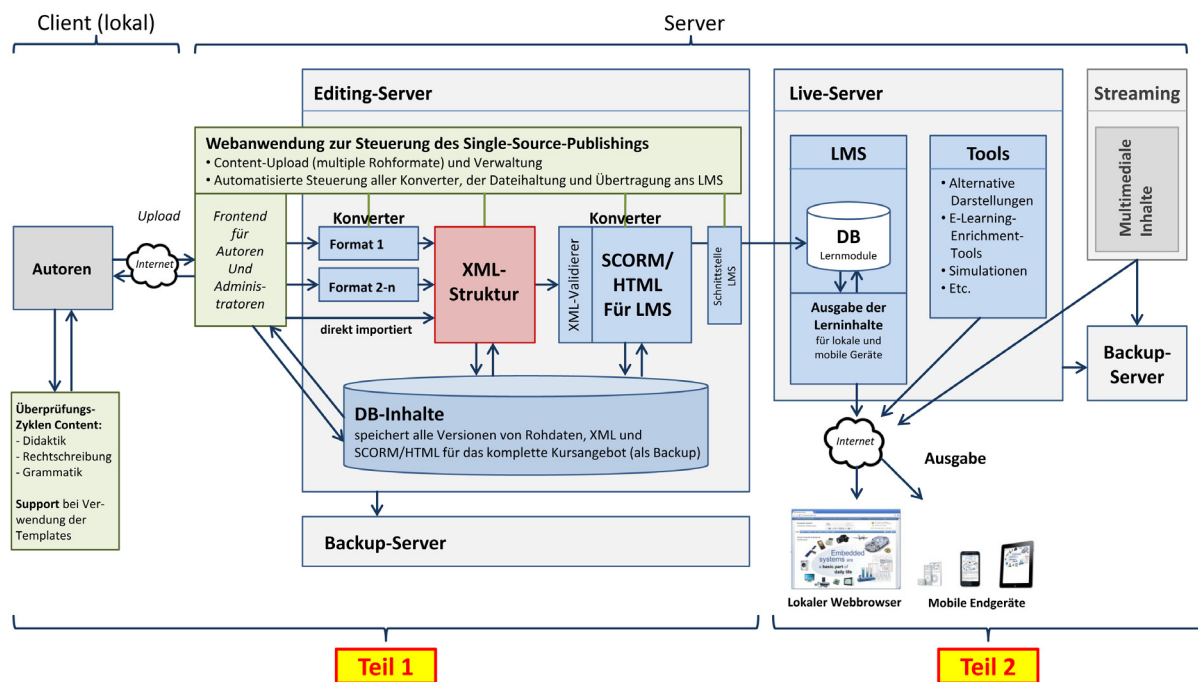 Client (lokal)
Server
Editing-Server
Live-Server
Streaming
Webanwendung zur Steuerung des Single-Source-Publishings
• Content-Upload (multiple Rohformate) und Verwaltung
• Automatisierte Steuerung aller Konverter, der Dateihaltung und Übertragung ans LMS
Autoren
Upload
Internet
Frontend
für
Autoren
Und
Adminis-
tratoren
Konverter
Format 1
Format 2-n
direkt importiert
XML-
Struktur
Konverter
XML-Validierer
SCORM/
HTML
Für LMS
Schnittstelle
LMS
DB-Inhalte
speichert alle Versionen von Rohdaten, XML und
SCORM/HTML für das komplette Kursangebot (als Backup)
Backup-Server
Überprüfungs-
Zyklen Content:
- Didaktik
- Rechtschreibung
- Grammatik
Support bei Ver-
wendung der
Templates
LMS
DB
Lernmodule
Ausgabe der
Lerninhalte
für lokale und
mobile Geräte
Tools
• Alternative
Darstellungen
• E-Learning-
Enrichment-
Tools
• Simulationen
• Etc.
Multimediale
Inhalte
Backup-
Server
Internet
Ausgabe
Embedded
systems are
a basic part of
daily life
Lokaler Webbrowser
Mobile Endgeräte
Teil 1
Teil 2